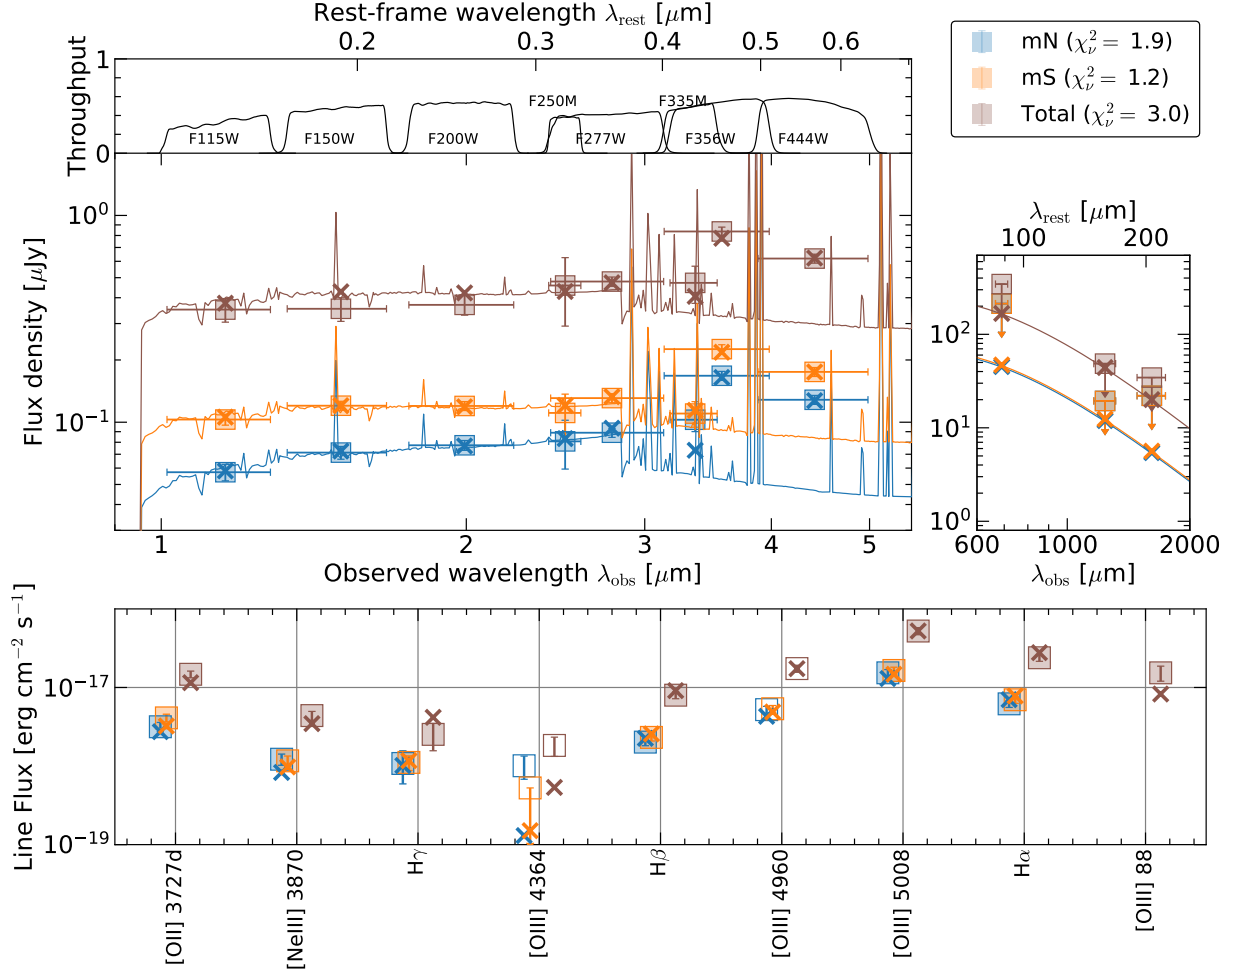 Rest-frame wavelength λrest [μm]
0.2 0.3 0.4 0.5 0.6
Throughput
1
0
F115W F150W F200W F250M F277W F335M F356W F444W
mN (χ²ν = 1.9)
mS (χ²ν = 1.2)
Total (χ²ν = 3.0)
Flux density [μJy]
10⁰
10⁻¹
1 2 3 4 5
Observed wavelength λobs [μm]
λrest [μm]
100 200
10²
10¹
10⁰
600 1000 2000
λobs [μm]
Line Flux [erg cm⁻² s⁻¹]
10⁻¹⁷
10⁻¹⁹
[OII] 3727d
[NeIII] 3870
Hγ
[OIII] 4364
Hβ
[OIII] 4960
[OIII] 5008
Hα
[OIII] 88